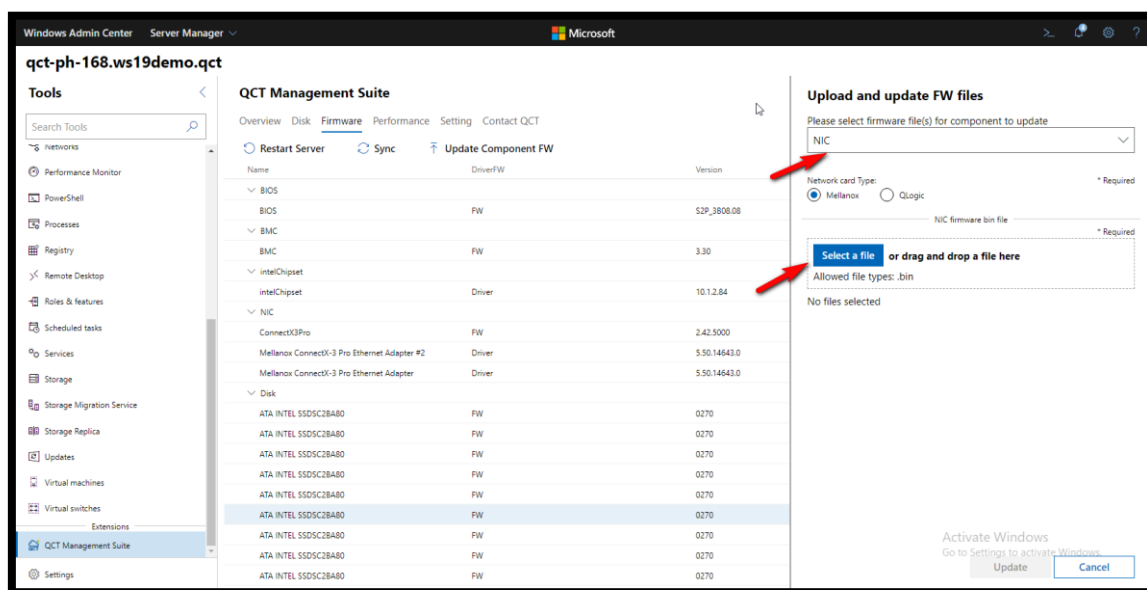 Windows Admin Center Server Manager Microsoft >_ ?
qct-ph-168.ws19demo.qct
Tools
Search Tools
Networks
Performance Monitor
PowerShell
Processes
Registry
Remote Desktop
Roles & features
Scheduled tasks
Services
Storage
Storage Migration Service
Storage Replica
Updates
Virtual machines
Virtual switches
Extensions
QCT Management Suite
Settings
QCT Management Suite
Overview Disk Firmware Performance Setting Contact QCT
Restart Server Sync Update Component FW
Name DriverFW Version
BIOS
BIOS FW S2P_3B08.08
BMC
BMC FW 3.30
intelChipset
intelChipset Driver 10.1.2.84
NIC
ConnectX3Pro FW 2.42.5000
Mellanox ConnectX-3 Pro Ethernet Adapter #2 Driver 5.50.14643.0
Mellanox ConnectX-3 Pro Ethernet Adapter Driver 5.50.14643.0
Disk
ATA INTEL SSDSC2BA80 FW 0270
ATA INTEL SSDSC2BA80 FW 0270
ATA INTEL SSDSC2BA80 FW 0270
ATA INTEL SSDSC2BA80 FW 0270
ATA INTEL SSDSC2BA80 FW 0270
ATA INTEL SSDSC2BA80 FW 0270
ATA INTEL SSDSC2BA80 FW 0270
ATA INTEL SSDSC2BA80 FW 0270
ATA INTEL SSDSC2BA80 FW 0270
Upload and update FW files
Please select firmware file(s) for component to update
NIC
Network card Type: * Required
Mellanox QLogic
NIC firmware bin file
* Required
Select a file or drag and drop a file here
Allowed file types: .bin
No files selected
Activate Windows
Go to Settings to activate Windows.
Update Cancel